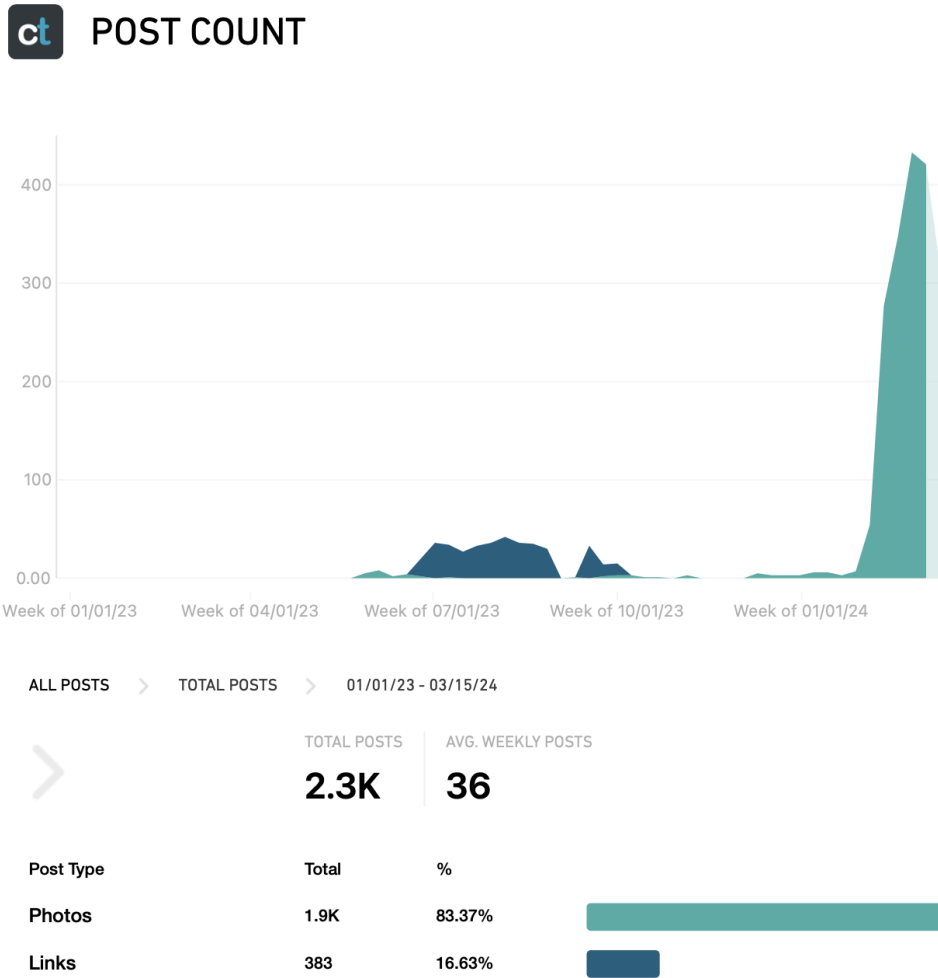 ct POST COUNT
400
300
200
100
0.00
Week of 01/01/23 Week of 04/01/23 Week of 07/01/23 Week of 10/01/23 Week of 01/01/24
ALL POSTS TOTAL POSTS 01/01/23 - 03/15/24
TOTAL POSTS AVG. WEEKLY POSTS
2.3K 36
Post Type Total %
Photos 1.9K 83.37%
Links 383 16.63%